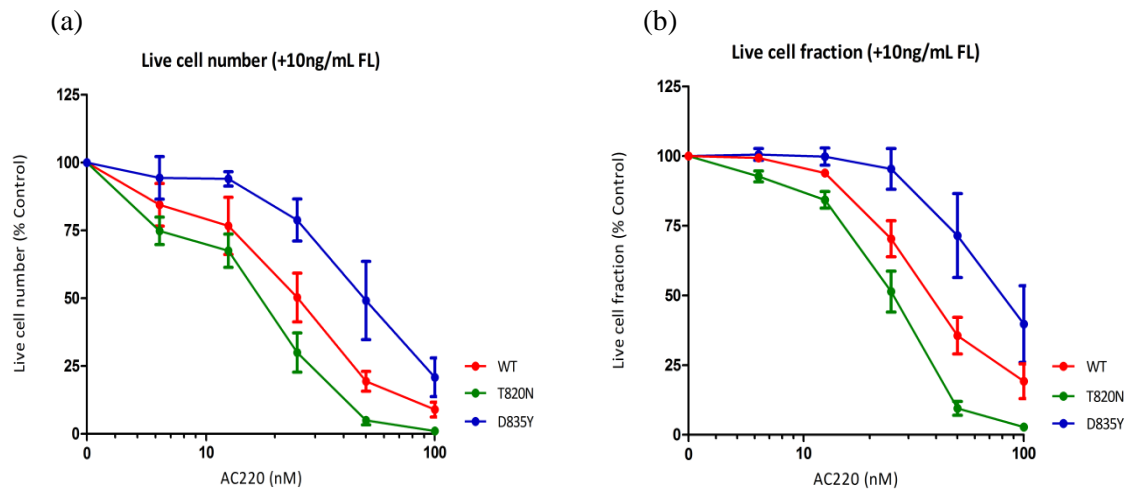 (a)
Live cell number (+10ng/mL FL)
Live cell number (% Control)
125
100
75
50
25
0
0
10
100
AC220 (nM)
WT
T820N
D835Y
(b)
Live cell fraction (+10ng/mL FL)
Live cell fraction (% Control)
125
100
75
50
25
0
0
10
100
AC220 (nM)
WT
T820N
D835Y